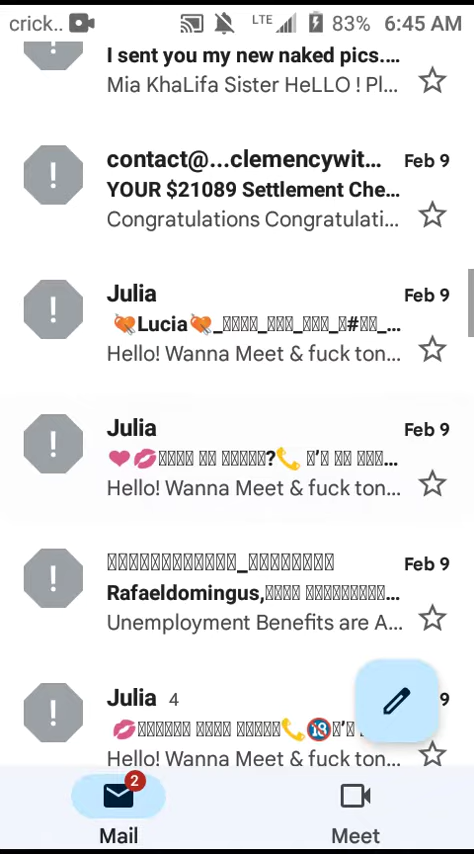 crick.. LTE 83% 6:45 AM
I sent you my new naked pics....
Mia KhaLifa Sister HeLLO ! Pl...
contact@...clemencywit... Feb 9
YOUR $21089 Settlement Che...
Congratulations Congratulati...
Julia Feb 9
💘Lucia💘_
Hello! Wanna Meet & fuck ton...
Julia Feb 9
❤💋 ?📞
Hello! Wanna Meet & fuck ton...
Feb 9
Rafaeldomingus,
Unemployment Benefits are A...
Julia 4 9
💋 📞🔞
Hello! Wanna Meet & fuck ton...
2
Mail Meet